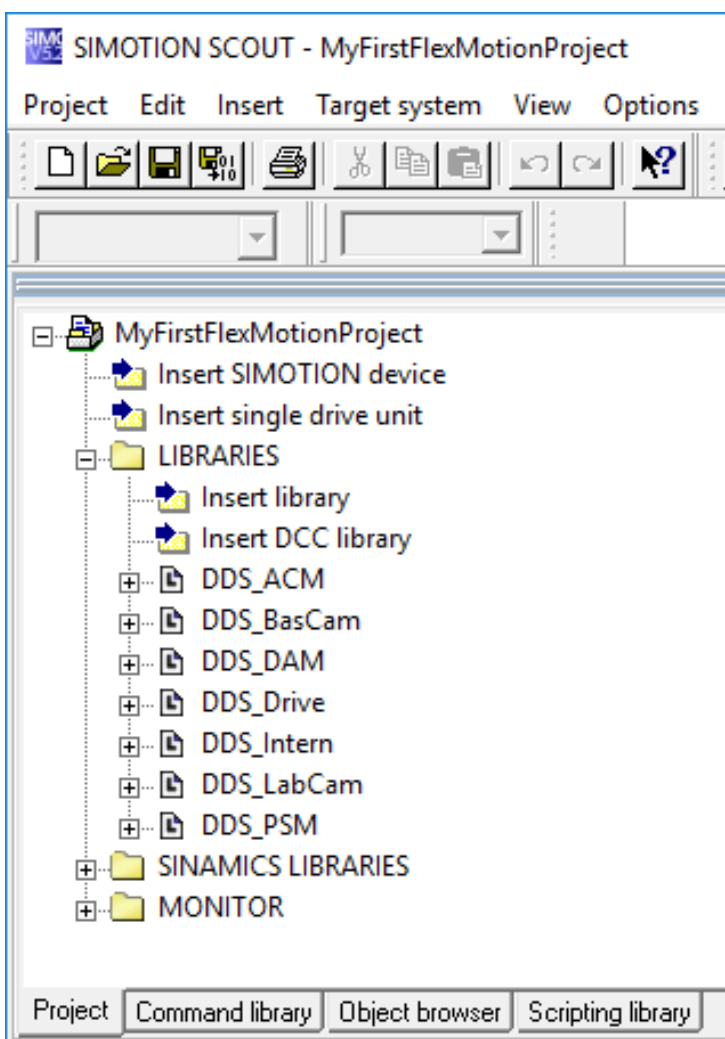 SIMOTION SCOUT - MyFirstFlexMotionProject
Project Edit Insert Target system View Options
MyFirstFlexMotionProject
Insert SIMOTION device
Insert single drive unit
LIBRARIES
Insert library
Insert DCC library
DDS_ACM
DDS_BasCam
DDS_DAM
DDS_Drive
DDS_Intern
DDS_LabCam
DDS_PSM
SINAMICS LIBRARIES
MONITOR
Project Command library Object browser Scripting library